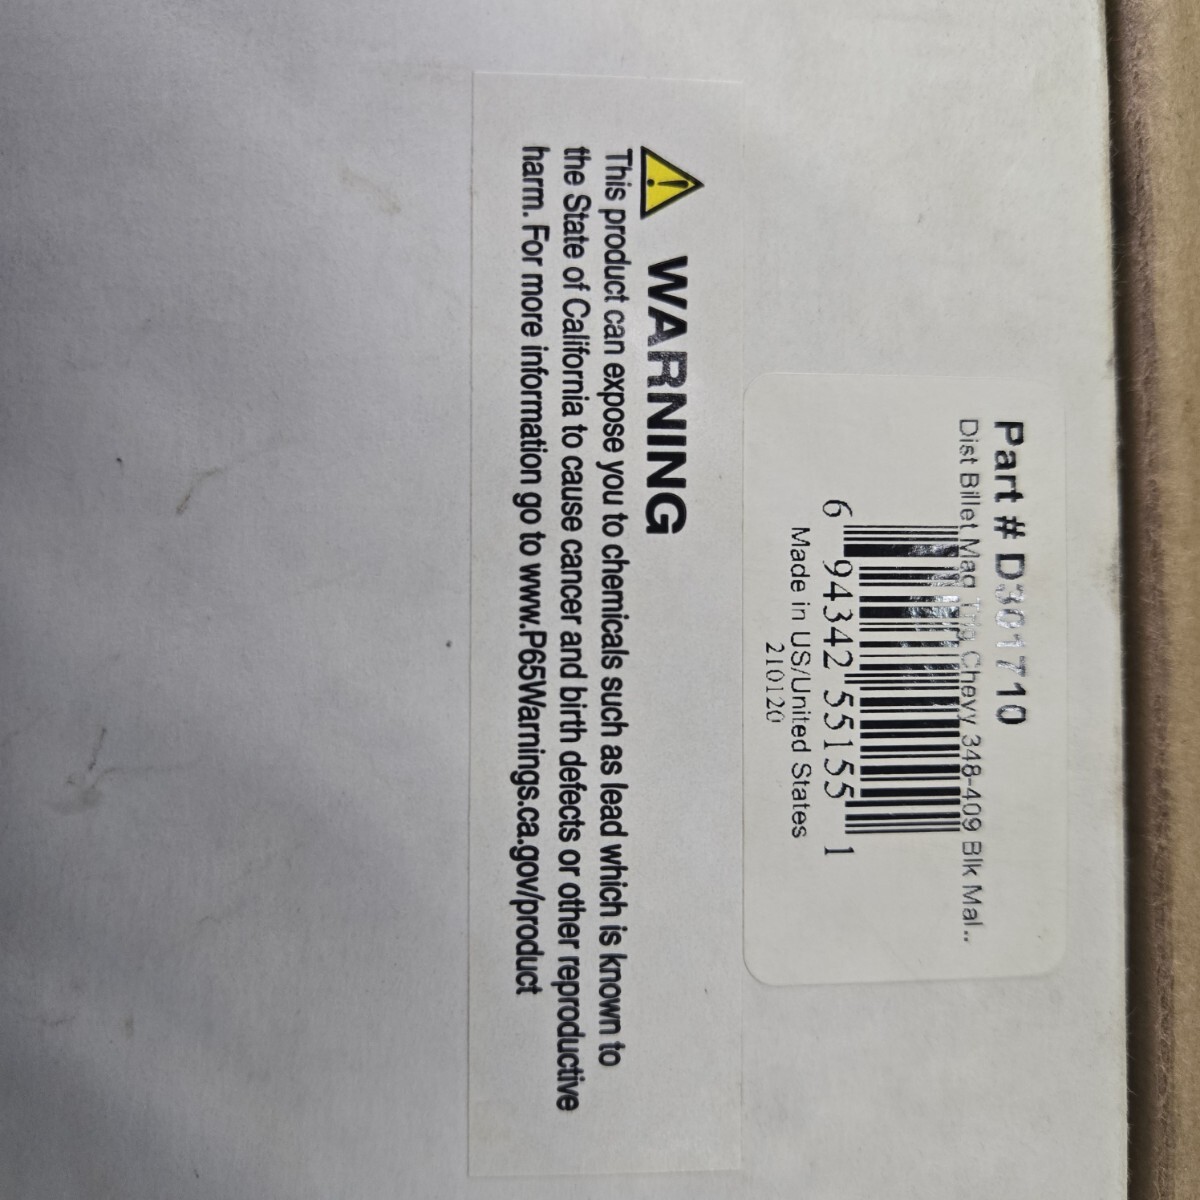 Part # D301710
Dist Billet Mag Trig Chevy 348-409 Blk Mal..
6 94342 55155 1
Made in US/United States
210120
WARNING
This product can expose you to chemicals such as lead which is known to
the State of California to cause cancer and birth defects or other reproductive
harm. For more information go to www.P65Warnings.ca.gov/product